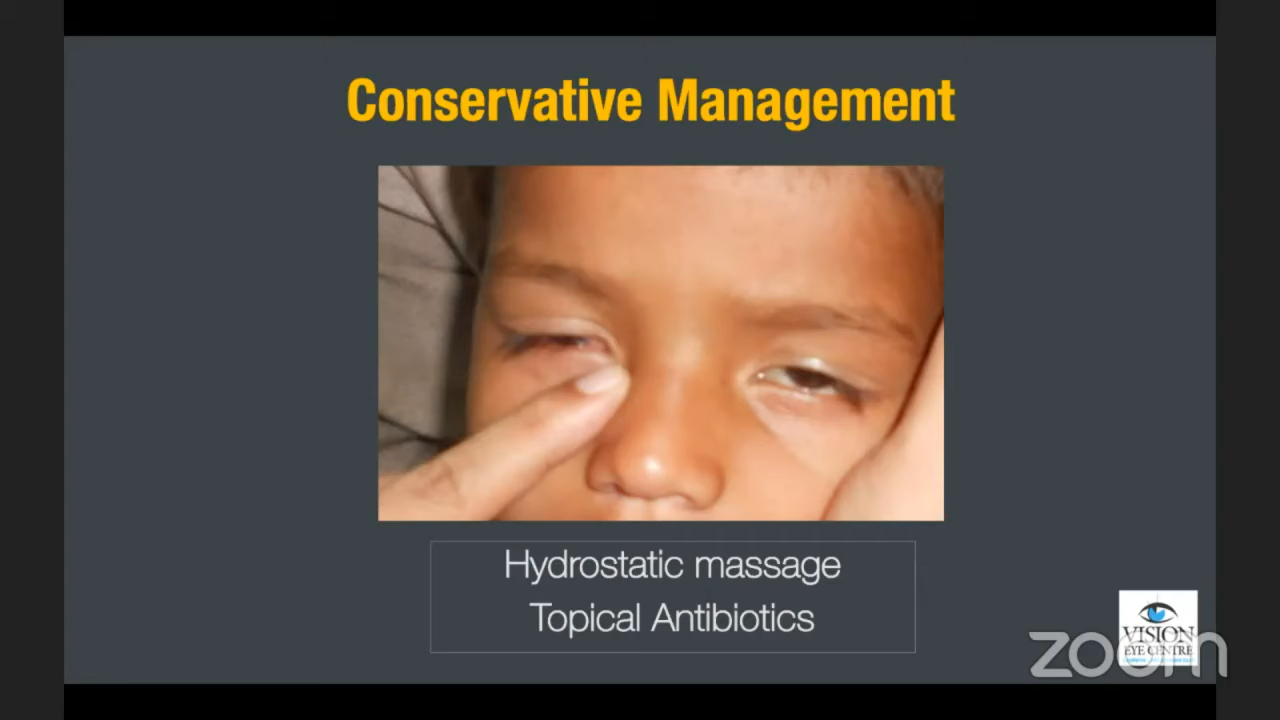 Conservative Management
Hydrostatic massage
Topical Antibiotics
VISION
EYE CENTRE
zoom